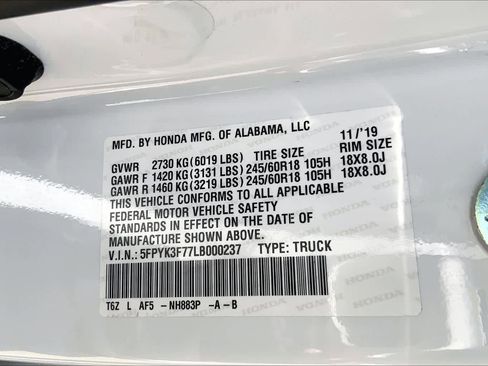 MFD. BY HONDA MFG. OF ALABAMA, LLC 11/'19
GVWR 2730 KG (6019 LBS) TIRE SIZE RIM SIZE
GAWR F 1420 KG (3131 LBS) 245/60R18 105H 18X8.0J
GAWR R 1460 KG (3219 LBS) 245/60R18 105H 18X8.0J
THIS VEHICLE CONFORMS TO ALL APPLICABLE
FEDERAL MOTOR VEHICLE SAFETY
STANDARDS IN EFFECT ON THE DATE OF
MANUFACTURE SHOWN ABOVE.
V.I.N.: 5FPYK3F77LB000237 TYPE: TRUCK
T6Z L AF5 -NH883P -A -B